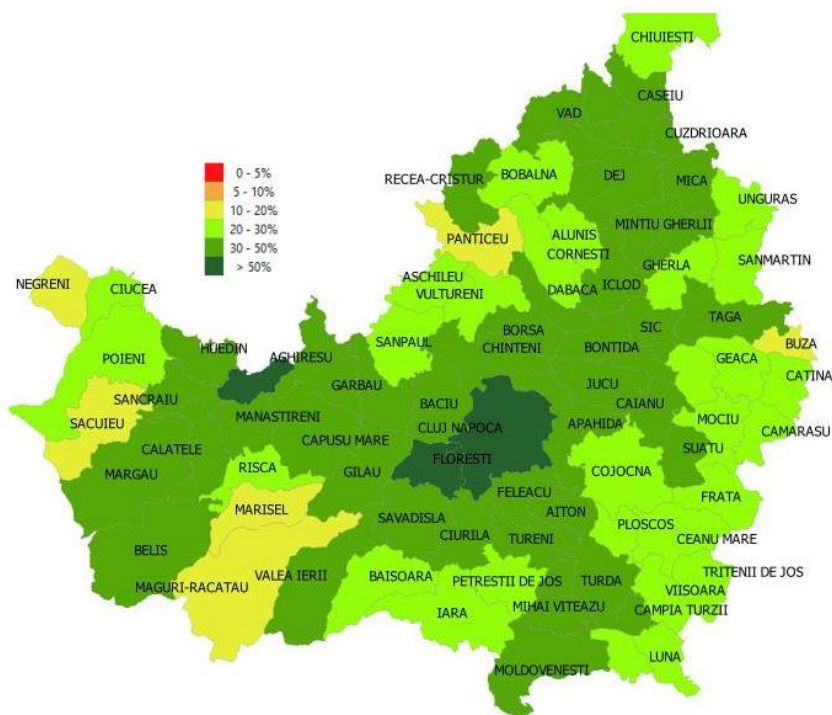 CHIUIESTI
CASEIU
VAD
CUZDRIOARA
0 - 5%
5 - 10%
10 - 20%
20 - 30%
30 - 50%
> 50%
RECEA-CRISTUR
BOBALNA
DEJ
MICA
UNGURAS
MINTIU GHERLII
PANTICEU
ALUNIS
CORNESTI
SANMARTIN
GHERLA
ASCHILEU
NEGRENI
CIUCEA
VULTURENI
DABACA
ICLOD
TAGA
SIC
BORSA
SANPAUL
BUZA
HUEDIN
AGHIRESU
CHINTENI
BONTIDA
GEACA
POIENI
CATINA
GARBAU
JUCU
SANCRAIU
BACIU
CAIANU
MANASTIRENI
MOCIU
SACUIEU
CLUJ NAPOCA
APAHIDA
CAMARASU
CAPUSU MARE
CALATELE
SUATU
FLORESTI
RISCA
GILAU
COJOCNA
MARGAU
FELEACU
FRATA
MARISEL
AITON
SAVADISLA
PLOSCOS
CIURILA
TURENI
CEANU MARE
BELIS
TRITENII DE JOS
BAISOARA
VALEA IERII
PETRESTII DE JOS
TURDA
MAGURI-RACATAU
VIISOARA
MIHAI VITEAZU
CAMPIA TURZII
IARA
LUNA
MOLDOVENESTI